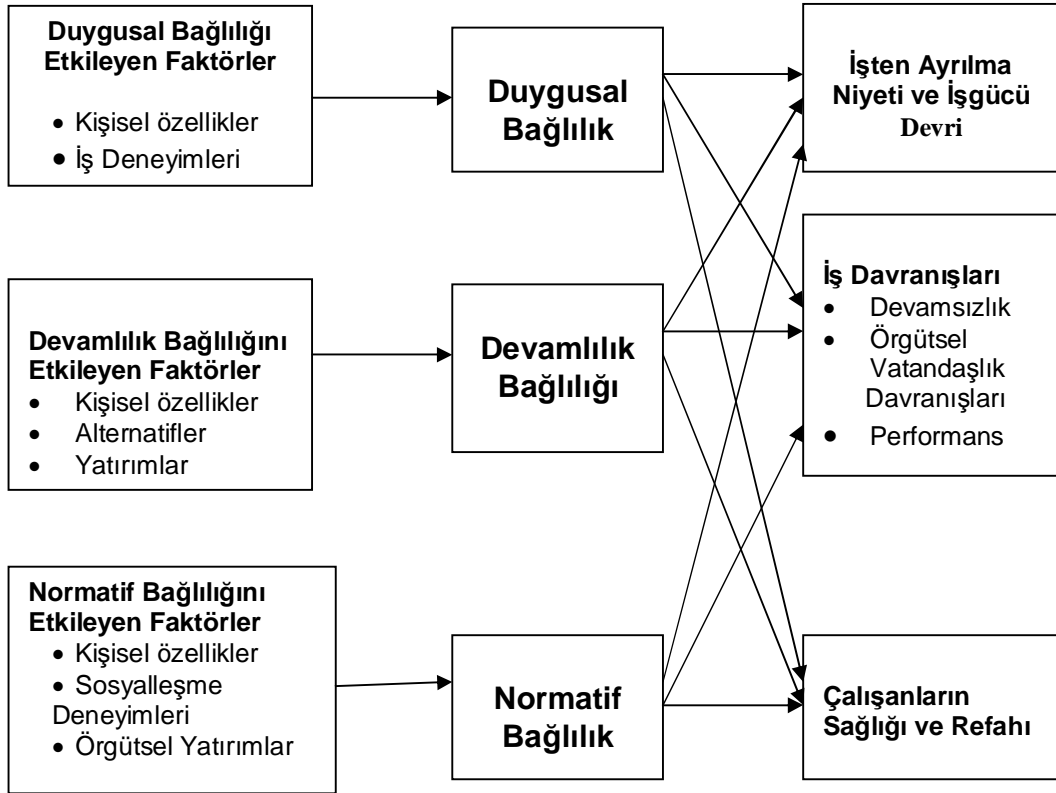 Duygusal Bağlılığı
Etkileyen Faktörler
• Kişisel özellikler
• İş Deneyimleri
Duygusal
Bağlılık
İşten Ayrılma
Niyeti ve İşgücü
Devri
Devamlılık Bağlılığını
Etkileyen Faktörler
• Kişisel özellikler
• Alternatifler
• Yatırımlar
Devamlılık
Bağlılığı
İş Davranışları
• Devamsızlık
• Örgütsel
Vatandaşlık
Davranışları
• Performans
Normatif Bağlılığını
Etkileyen Faktörler
• Kişisel özellikler
• Sosyalleşme
Deneyimleri
• Örgütsel Yatırımlar
Normatif
Bağlılık
Çalışanların
Sağlığı ve Refahı